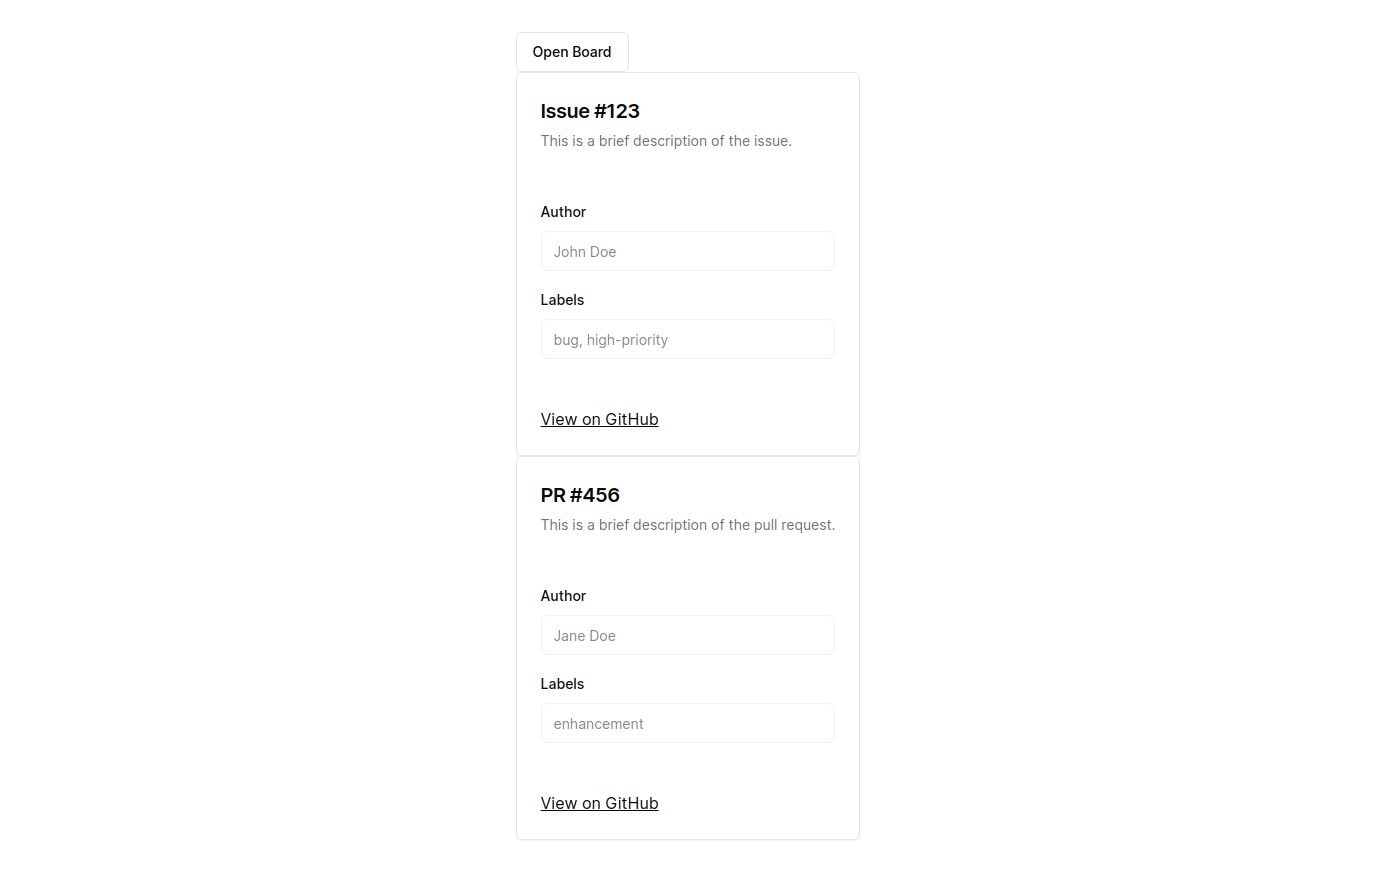 Open Board
Issue #123
This is a brief description of the issue.
Author
John Doe
Labels
bug, high-priority
View on GitHub
PR #456
This is a brief description of the pull request.
Author
Jane Doe
Labels
enhancement
View on GitHub